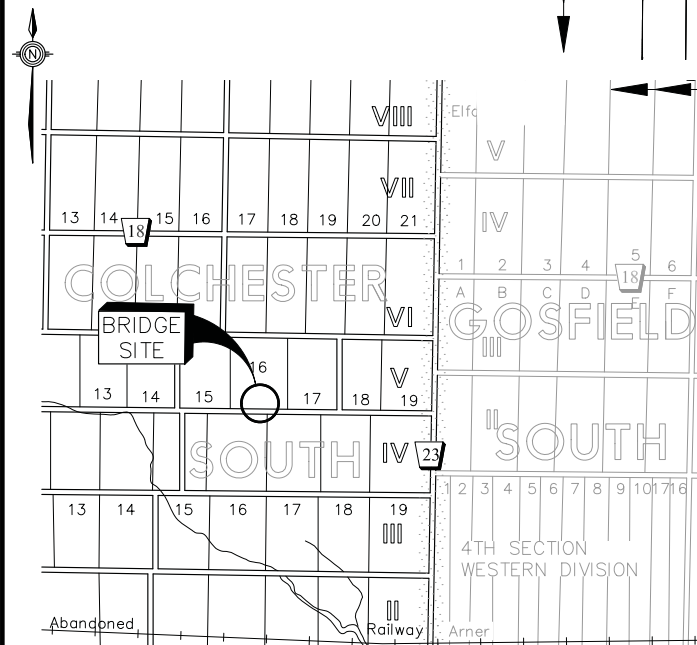 N
VIII
Elfo
V
VII
IV
13 14 15 16 17 18 19 20 21
18
1 2 3 4 5 6
18
A B C D E F
COLCHESTER
GOSFIELD
VI
III
BRIDGE
SITE
16
V
13 14 15 17 18 19
II
SOUTH
SOUTH
IV
23
1 2 3 4 5 6 7 8 9 10 17 16
13 14 15 16 17 18 19
III
4TH SECTION
WESTERN DIVISION
II
Abandoned Railway Arner